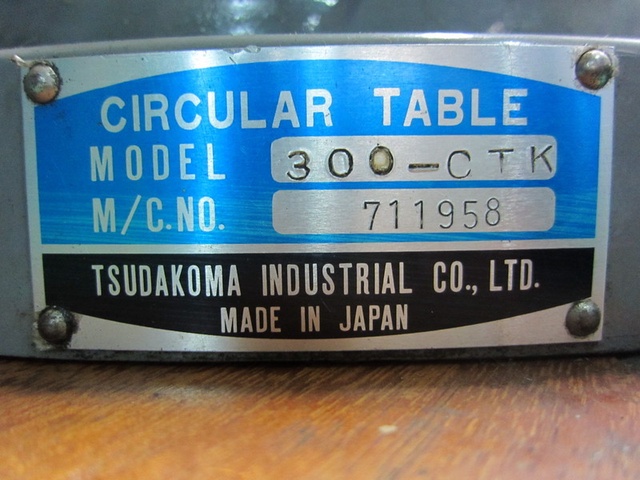 CIRCULAR TABLE
MODEL 300-CTK
M/C.NO. 711958
TSUDAKOMA INDUSTRIAL CO., LTD.
MADE IN JAPAN